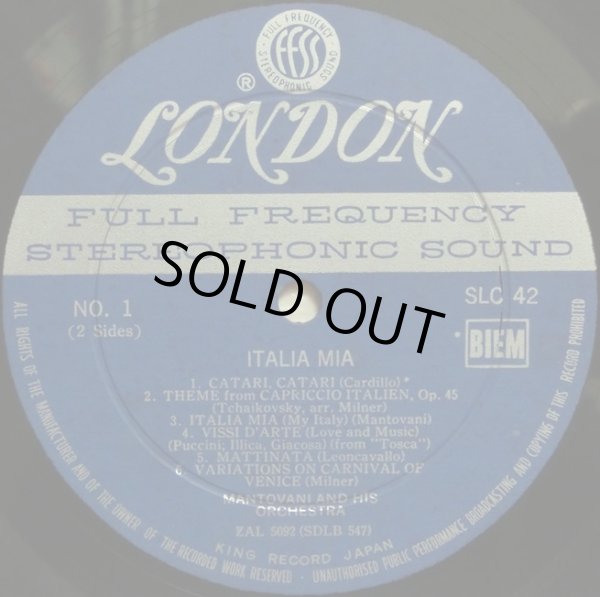 FULL FREQUENCY
FFSS
STEREOPHONIC SOUND
®
LONDON
FULL FREQUENCY
STEREOPHONIC SOUND
SOLD OUT
NO. 1
(2 Sides)
SLC 42
BIEM
ITALIA MIA
1. CATARI, CATARI (Cardillo)*
2. THEME from CAPRICCIO ITALIEN, Op. 45
(Tchaikovsky, arr. Milner)
3. ITALIA MIA (My Italy) (Mantovani)
4. VISSI D'ARTE (Love and Music)
(Puccini; Illica, Giacosa) (from "Tosca")
5. MATTINATA (Leoncavallo)
6. VARIATIONS ON CARNIVAL OF
VENICE (Milner)
MANTOVANI AND HIS
ORCHESTRA
ZAL 5092 (SDLB 547)
KING RECORD JAPAN
ALL RIGHTS OF THE MANUFACTURER AND OF THE OWNER OF THE RECORDED WORK RESERVED · UNAUTHORISED PUBLIC PERFORMANCE BROADCASTING AND COPYING OF THIS RECORD PROHIBITED